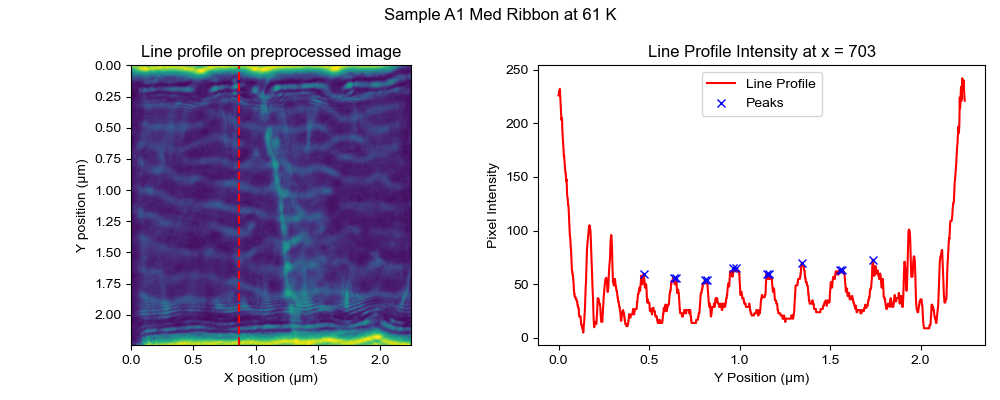 Sample A1 Med Ribbon at 61 K
Line profile on preprocessed image
0.00
0.25
0.50
0.75
1.00
1.25
1.50
1.75
2.00
Y position (μm)
0.0 0.5 1.0 1.5 2.0
X position (μm)
Line Profile Intensity at x = 703
250
200
150
100
50
0
Pixel Intensity
Line Profile
Peaks
0.0 0.5 1.0 1.5 2.0
Y Position (μm)